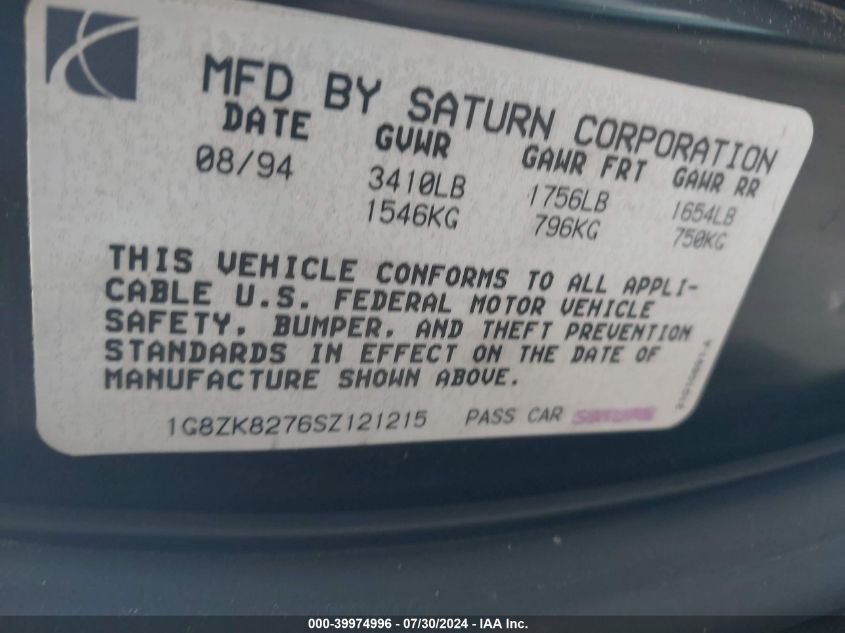 MFD BY SATURN CORPORATION
DATE GVWR GAWR FRT GAWR RR
08/94 3410LB 1756LB 1654LB
1546KG 796KG 750KG
THIS VEHICLE CONFORMS TO ALL APPLI-
CABLE U.S. FEDERAL MOTOR VEHICLE
SAFETY, BUMPER, AND THEFT PREVENTION
STANDARDS IN EFFECT ON THE DATE OF
MANUFACTURE SHOWN ABOVE.
1G8ZK8276SZ121215 PASS CAR
000-39974996 - 07/30/2024 - IAA Inc.